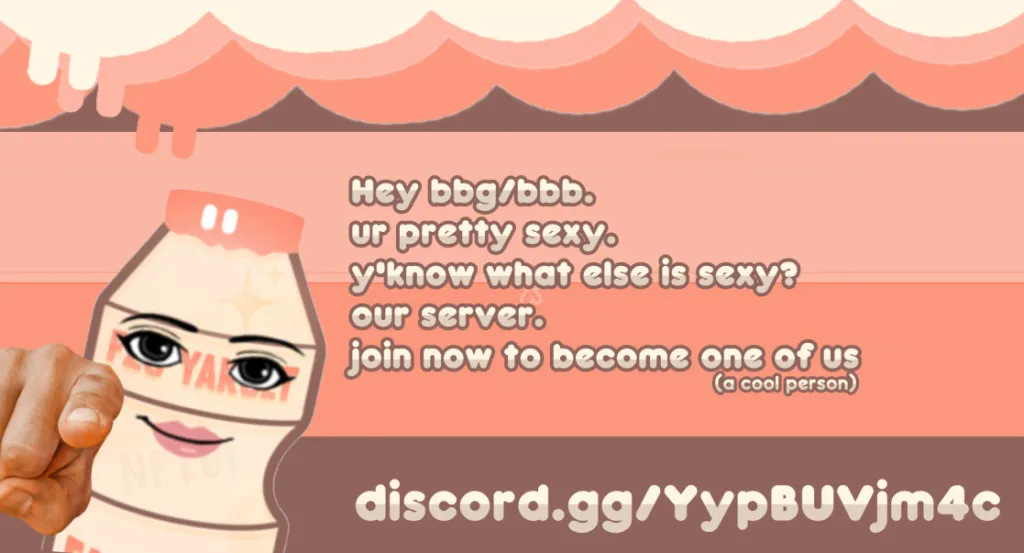 Hey bbg/bbb.
ur pretty sexy.
y'know what else is sexy?
our server.
join now to become one of us
(a cool person)
YAKULT
discord.gg/YypBUVjm4c